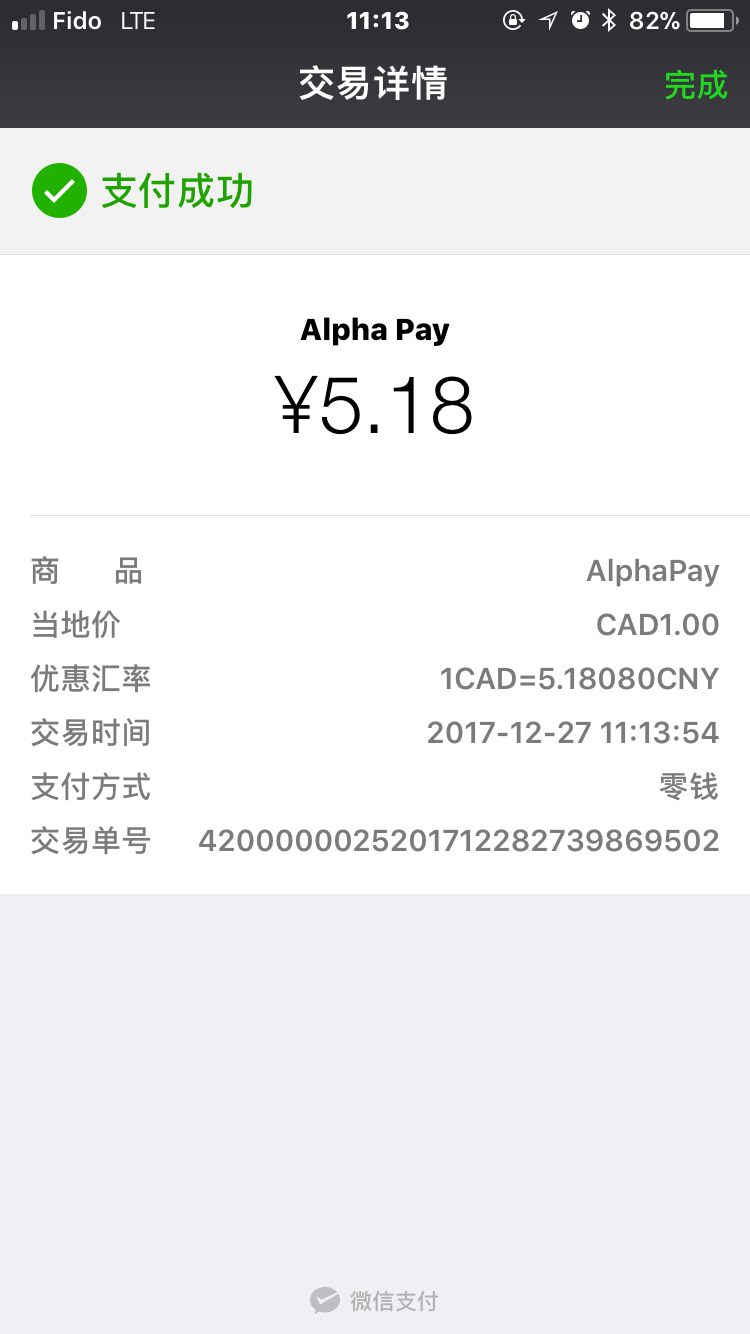 Fido LTE 11:13 82%
交易详情 完成
支付成功
Alpha Pay
¥5.18
商 品 AlphaPay
当地价 CAD1.00
优惠汇率 1CAD=5.18080CNY
交易时间 2017-12-27 11:13:54
支付方式 零钱
交易单号 4200000025201712282739869502
微信支付